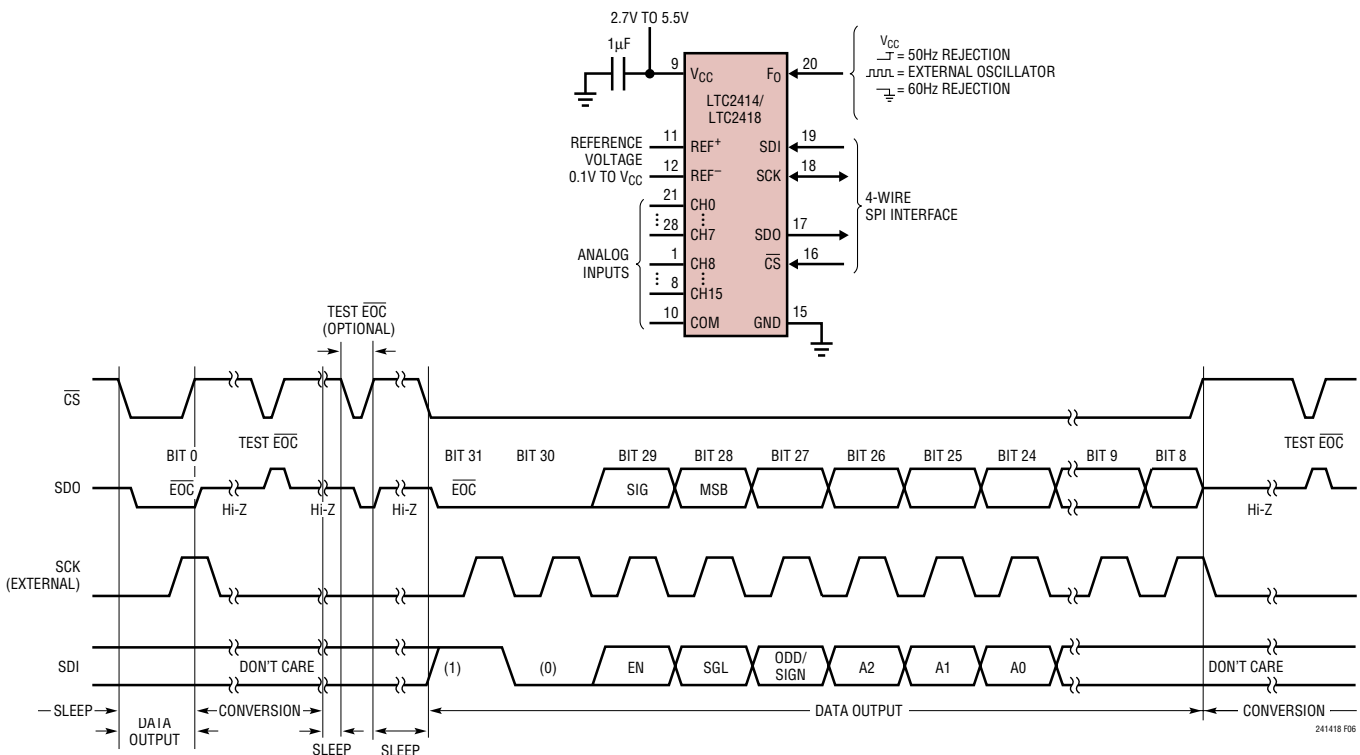 2.7V TO 5.5V
1µF
9 VCC FO 20
VCC
= 50Hz REJECTION
= EXTERNAL OSCILLATOR
= 60Hz REJECTION
LTC2414/
LTC2418
REFERENCE
VOLTAGE
0.1V TO VCC
11 REF+
12 REF–
SDI 19
SCK 18
SDO 17
CS 16
4-WIRE
SPI INTERFACE
ANALOG
INPUTS
21 CH0
28 CH7
1 CH8
8 CH15
10 COM
GND 15
TEST EOC
(OPTIONAL)
CS
TEST EOC
TEST EOC
SDO
BIT 0
EOC
Hi-Z
Hi-Z
Hi-Z
BIT 31 BIT 30 BIT 29 BIT 28 BIT 27 BIT 26 BIT 25 BIT 24 BIT 9 BIT 8
EOC SIG MSB
Hi-Z
SCK
(EXTERNAL)
SDI
DON'T CARE (1) (0) EN SGL ODD/
SIGN A2 A1 A0 DON'T CARE
SLEEP DATA
OUTPUT CONVERSION SLEEP SLEEP DATA OUTPUT CONVERSION
241418 F06